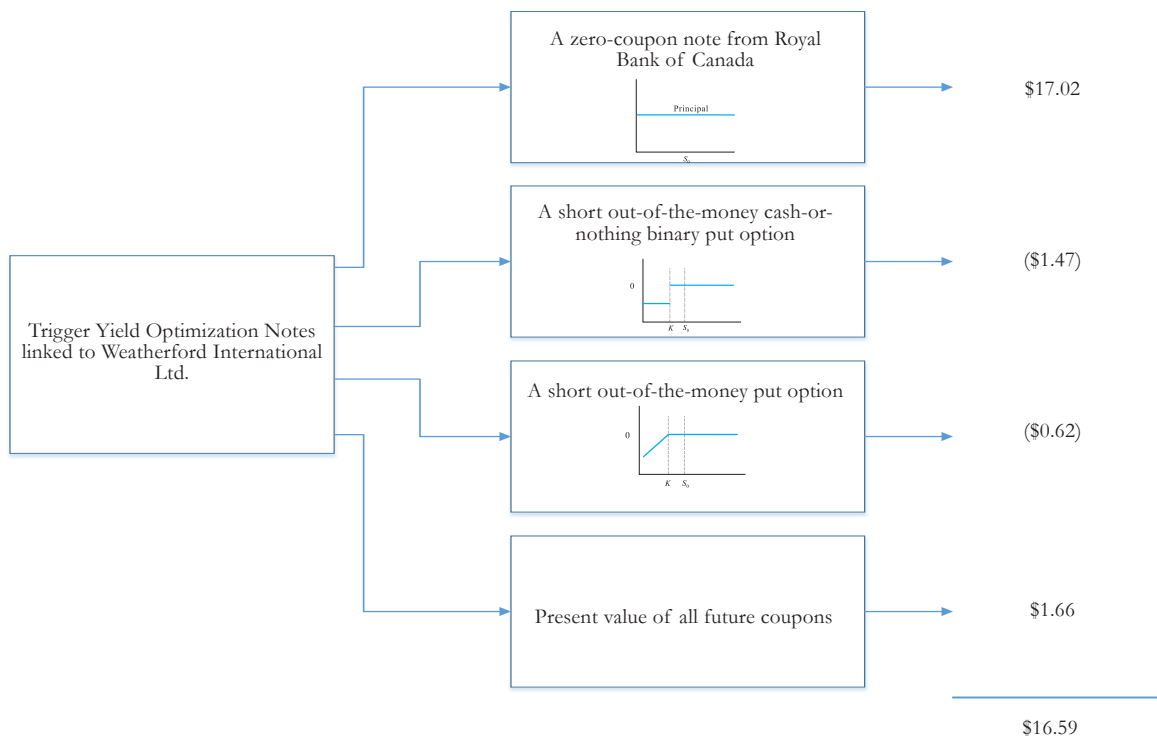 A zero-coupon note from Royal
Bank of Canada
Principal
S₀
$17.02
A short out-of-the-money cash-or-
nothing binary put option
0
K S₀
($1.47)
Trigger Yield Optimization Notes
linked to Weatherford International
Ltd.
A short out-of-the-money put option
0
K S₀
($0.62)
Present value of all future coupons
$1.66
$16.59